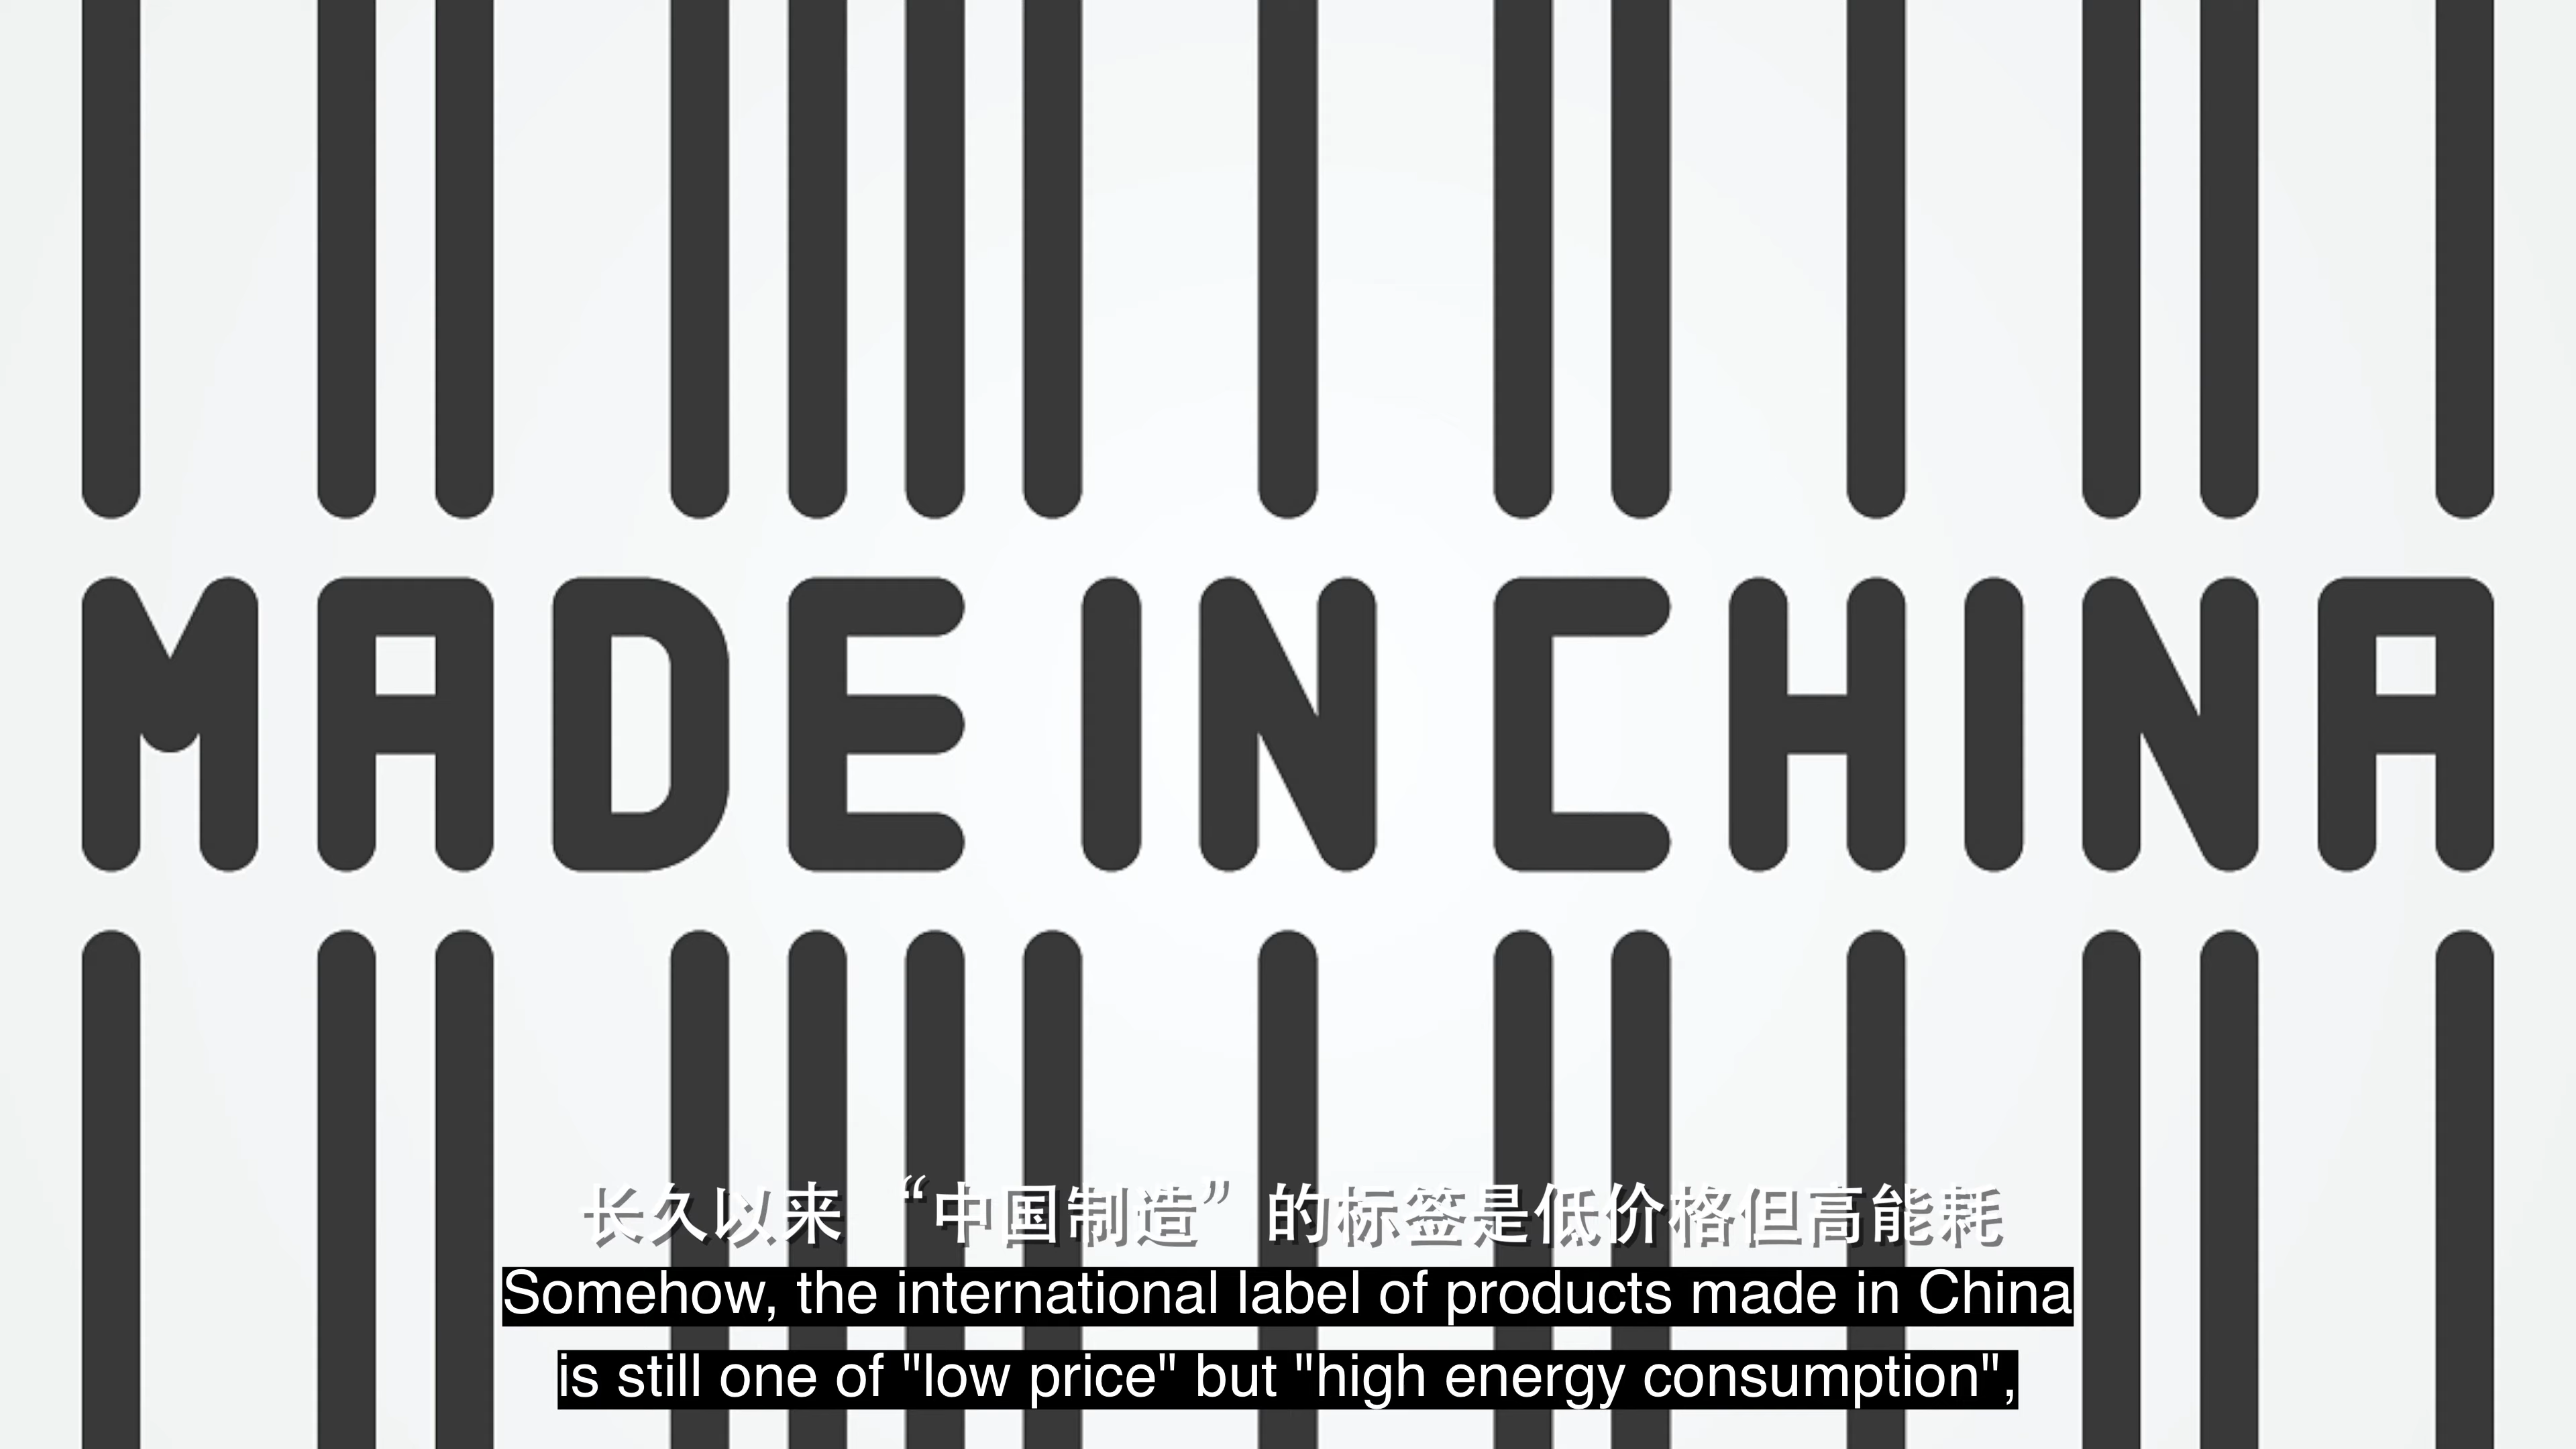 MADE IN CHINA
长久以来 “中国制造” 的标签是低价格但高能耗
Somehow, the international label of products made in China
is still one of "low price" but "high energy consumption",